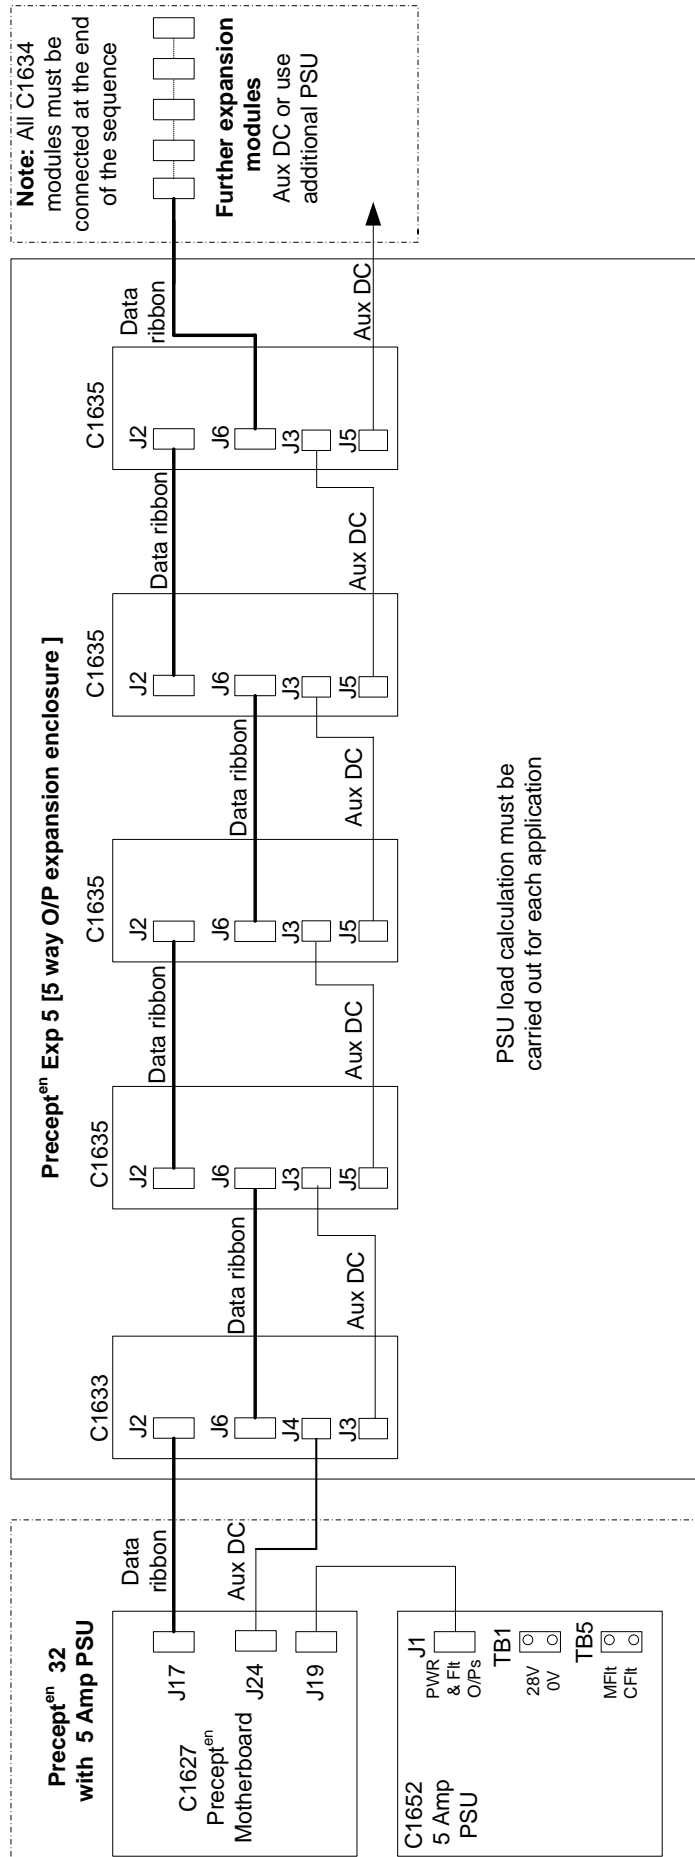 Precept^en 32
with 5 Amp PSU
C1627
Precept^en
Motherboard
J17
J24
J19
C1652
5 Amp
PSU
J1
PWR
& Flt
O/Ps
TB1
28V
0V
TB5
MFlt
CFlt
Data
ribbon
Aux DC
Precept^en Exp 5 [5 way O/P expansion enclosure ]
C1633
J2
J6
J4
J3
Data ribbon
Aux DC
C1635
J2
J6
J3
J5
Data ribbon
Aux DC
C1635
J2
J6
J3
J5
Data ribbon
Aux DC
C1635
J2
J6
J3
J5
Data ribbon
Aux DC
C1635
J2
J6
J3
J5
Data
ribbon
Aux DC
PSU load calculation must be
carried out for each application
Note: All C1634
modules must be
connected at the end
of the sequence
Further expansion
modules
Aux DC or use
additional PSU